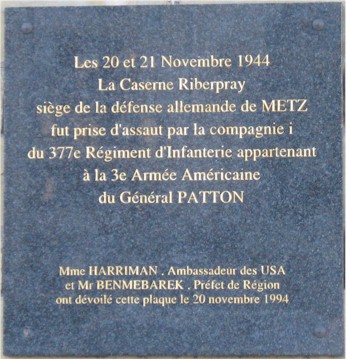 Les 20 et 21 Novembre 1944
La Caserne Riberpray
siège de la défense allemande de METZ
fut prise d'assaut par la compagnie i
du 377e Régiment d'Infanterie appartenant
à la 3e Armée Américaine
du Général PATTON
Mme HARRIMAN . Ambassadeur des USA
et Mr BENMEBAREK . Préfet de Région
ont dévoilé cette plaque le 20 novembre 1994